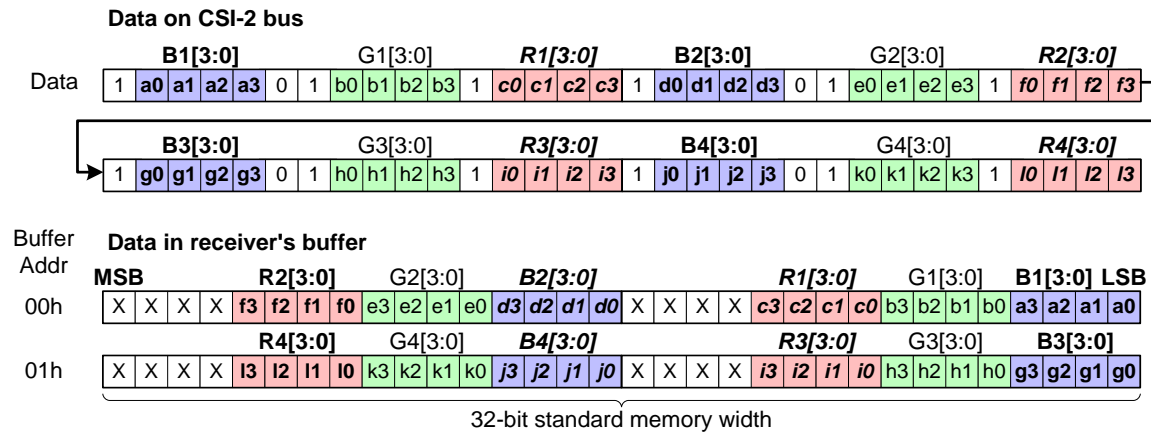 Data on CSI-2 bus
B1[3:0] G1[3:0] R1[3:0] B2[3:0] G2[3:0] R2[3:0]
Data 1 a0 a1 a2 a3 0 1 b0 b1 b2 b3 1 c0 c1 c2 c3 1 d0 d1 d2 d3 0 1 e0 e1 e2 e3 1 f0 f1 f2 f3
B3[3:0] G3[3:0] R3[3:0] B4[3:0] G4[3:0] R4[3:0]
1 g0 g1 g2 g3 0 1 h0 h1 h2 h3 1 i0 i1 i2 i3 1 j0 j1 j2 j3 0 1 k0 k1 k2 k3 1 l0 l1 l2 l3
Buffer Addr
Data in receiver's buffer
MSB R2[3:0] G2[3:0] B2[3:0] R1[3:0] G1[3:0] B1[3:0] LSB
00h X X X X f3 f2 f1 f0 e3 e2 e1 e0 d3 d2 d1 d0 X X X X c3 c2 c1 c0 b3 b2 b1 b0 a3 a2 a1 a0
R4[3:0] G4[3:0] B4[3:0] R3[3:0] G3[3:0] B3[3:0]
01h X X X X l3 l2 l1 l0 k3 k2 k1 k0 j3 j2 j1 j0 X X X X i3 i2 i1 i0 h3 h2 h1 h0 g3 g2 g1 g0
32-bit standard memory width